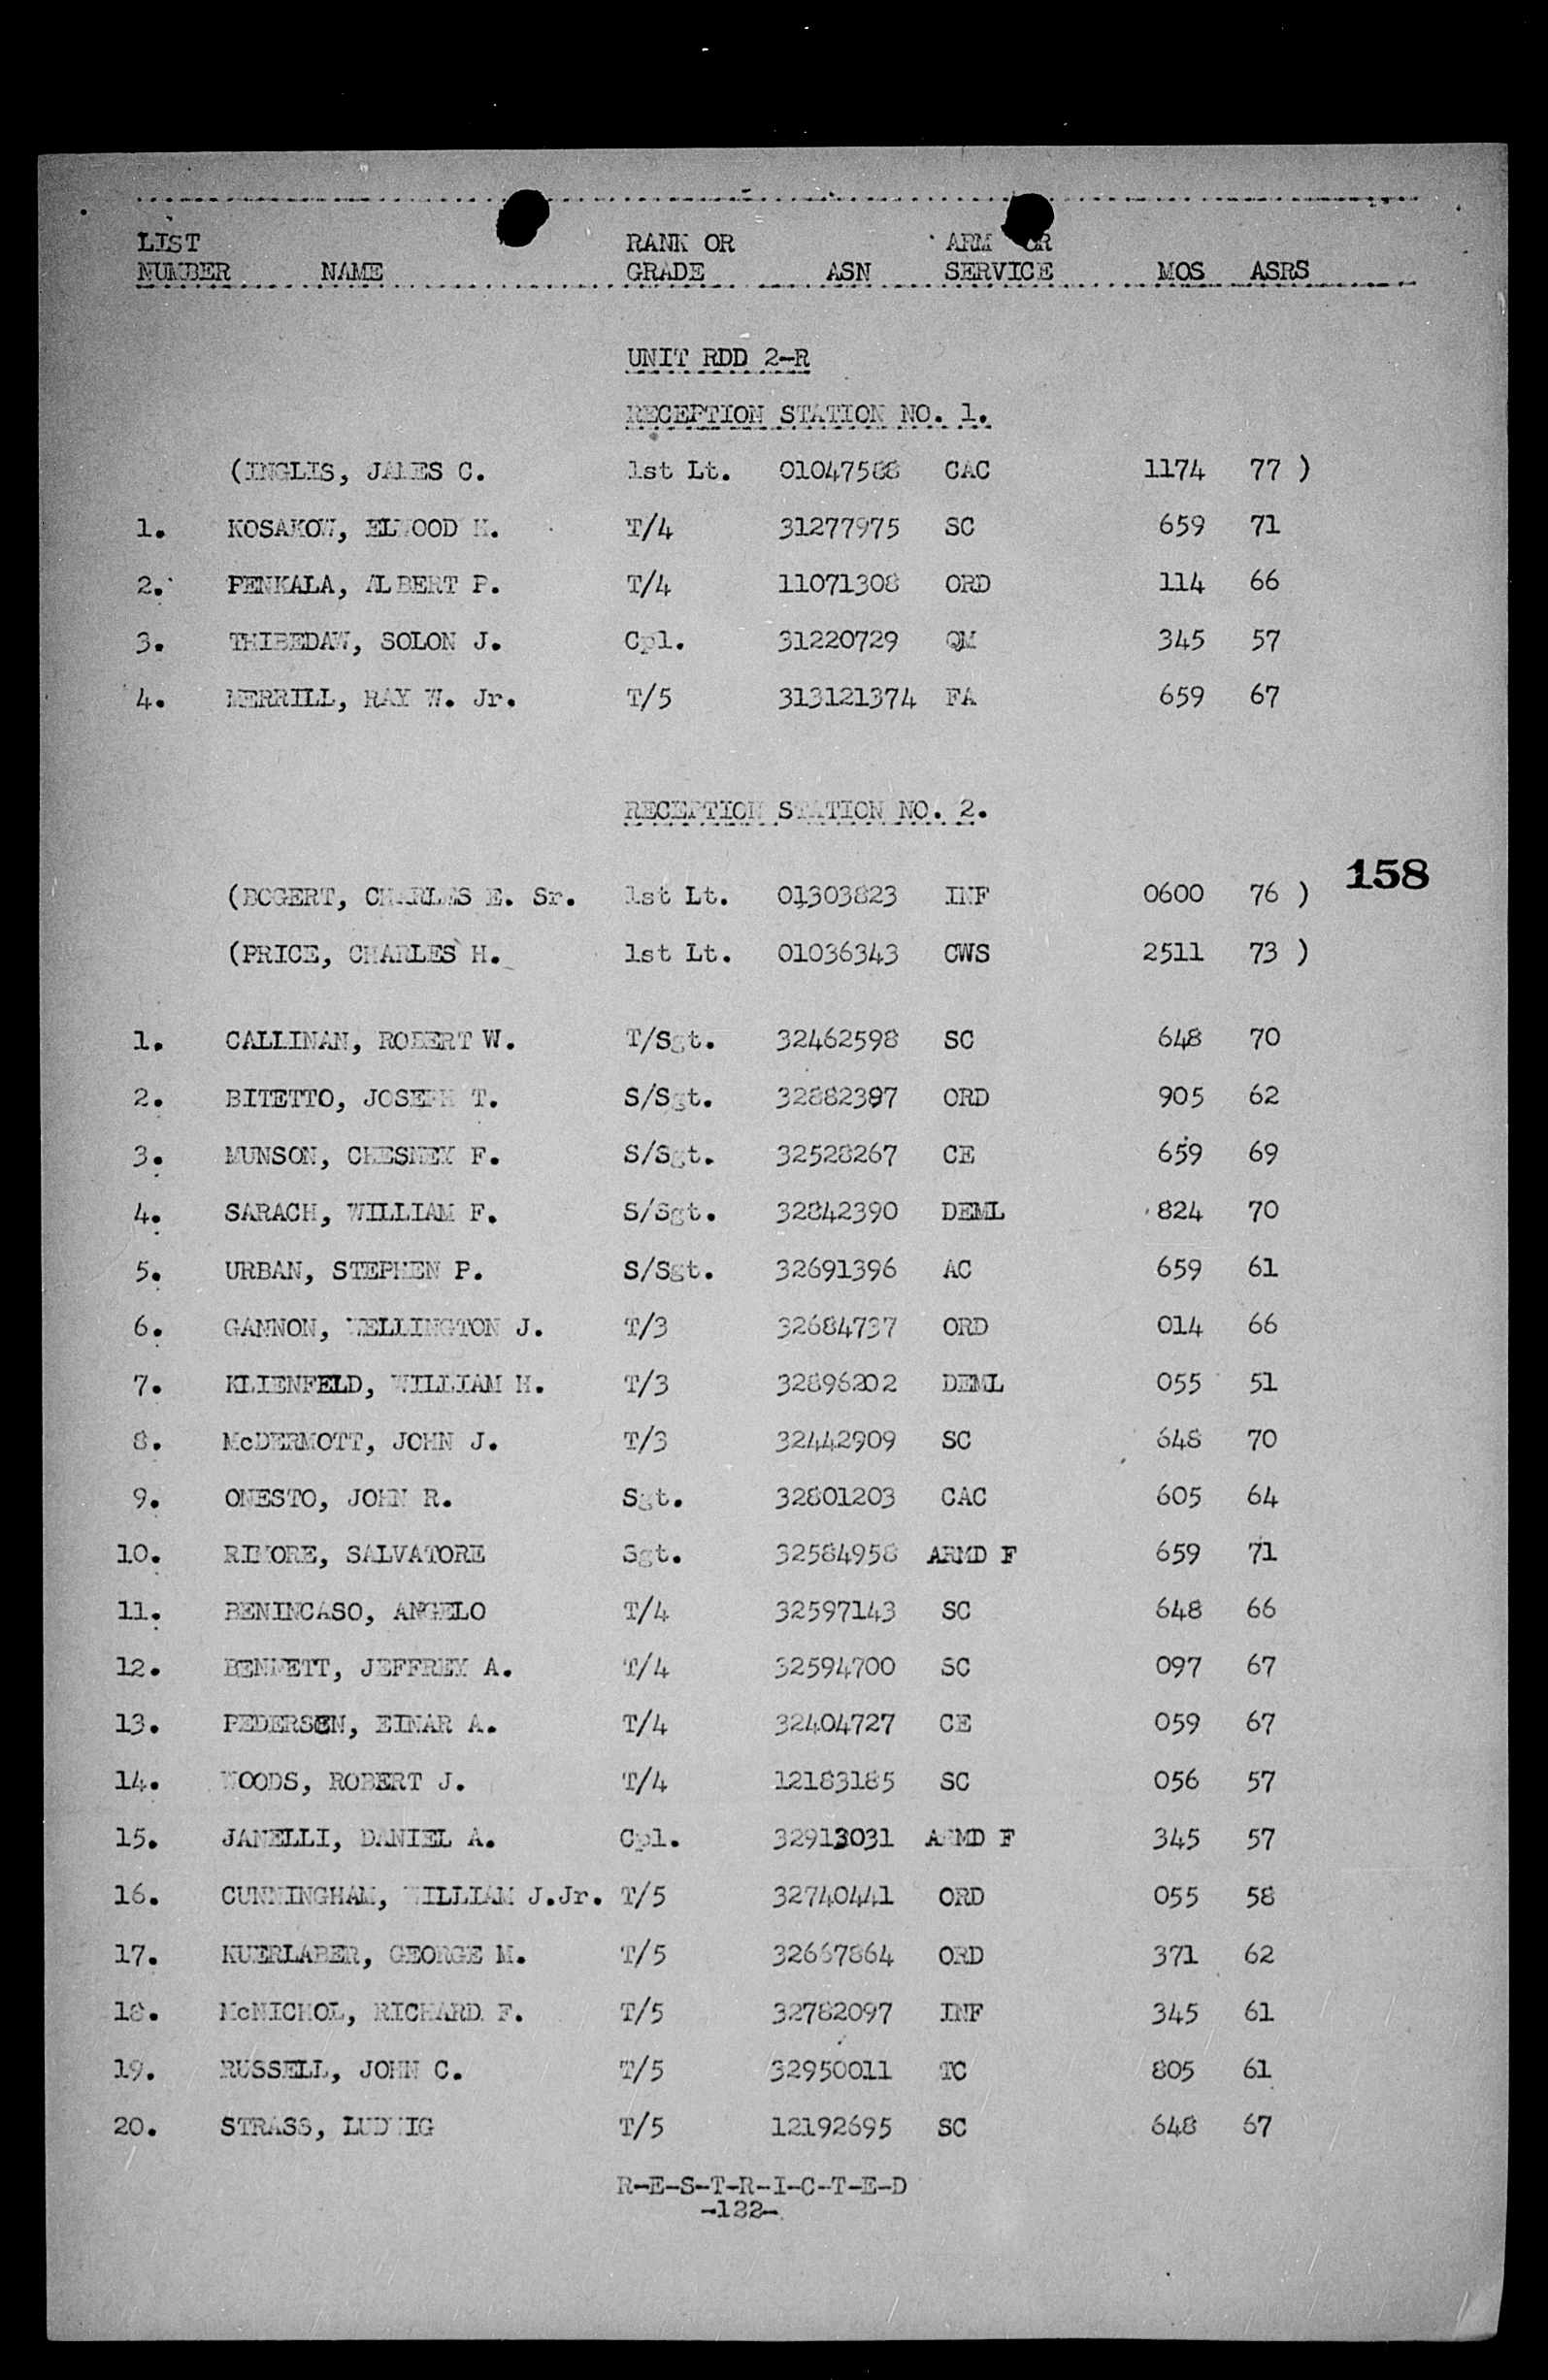 LIST RANK OR ARM OR
NUMBER NAME GRADE ASN SERVICE MOS ASRS
UNIT RDD 2-R
RECEPTION STATION NO. 1.
(INGLIS, JAMES C. 1st Lt. 01047588 CAC 1174 77 )
1. KOSAKOW, ELWOOD H. T/4 31277975 SC 659 71
2. PENKALA, ALBERT P. T/4 11071308 ORD 114 66
3. THIBEDAW, SOLON J. Cpl. 31220729 QM 345 57
4. MERRILL, RAY W. Jr. T/5 313121374 FA 659 67
RECEPTION STATION NO. 2.
158
(BOGERT, CHARLES E. Sr. 1st Lt. 01303823 INF 0600 76 )
(PRICE, CHARLES H. 1st Lt. 01036343 CWS 2511 73 )
1. CALLINAN, ROBERT W. T/Sgt. 32462598 SC 648 70
2. BITETTO, JOSEPH T. S/Sgt. 32882397 ORD 905 62
3. MUNSON, CHESNEY F. S/Sgt. 32528267 CE 659 69
4. SARACH, WILLIAM F. S/Sgt. 32842390 DEML 824 70
5. URBAN, STEPHEN P. S/Sgt. 32691396 AC 659 61
6. GANNON, WELLINGTON J. T/3 32684737 ORD 014 66
7. KLIENFELD, WILLIAM H. T/3 32896202 DEML 055 51
8. McDERMOTT, JOHN J. T/3 32442909 SC 648 70
9. ONESTO, JOHN R. Sgt. 32801203 CAC 605 64
10. RIMORE, SALVATORE Sgt. 32584958 ARMD F 659 71
11. BENINCASO, ANGELO T/4 32597143 SC 648 66
12. BENNETT, JEFFREY A. T/4 32594700 SC 097 67
13. PEDERSEN, EINAR A. T/4 32404727 CE 059 67
14. WOODS, ROBERT J. T/4 12183185 SC 056 57
15. JANELLI, DANIEL A. Cpl. 32913031 ARMD F 345 57
16. CUNNINGHAM, WILLIAM J.Jr. T/5 32740441 ORD 055 58
17. KUERLABER, GEORGE M. T/5 32667864 ORD 371 62
18. McNICHOL, RICHARD F. T/5 32782097 INF 345 61
19. RUSSELL, JOHN C. T/5 32950011 TC 805 61
20. STRASS, LUDWIG T/5 12192695 SC 648 67
R-E-S-T-R-I-C-T-E-D
-122-